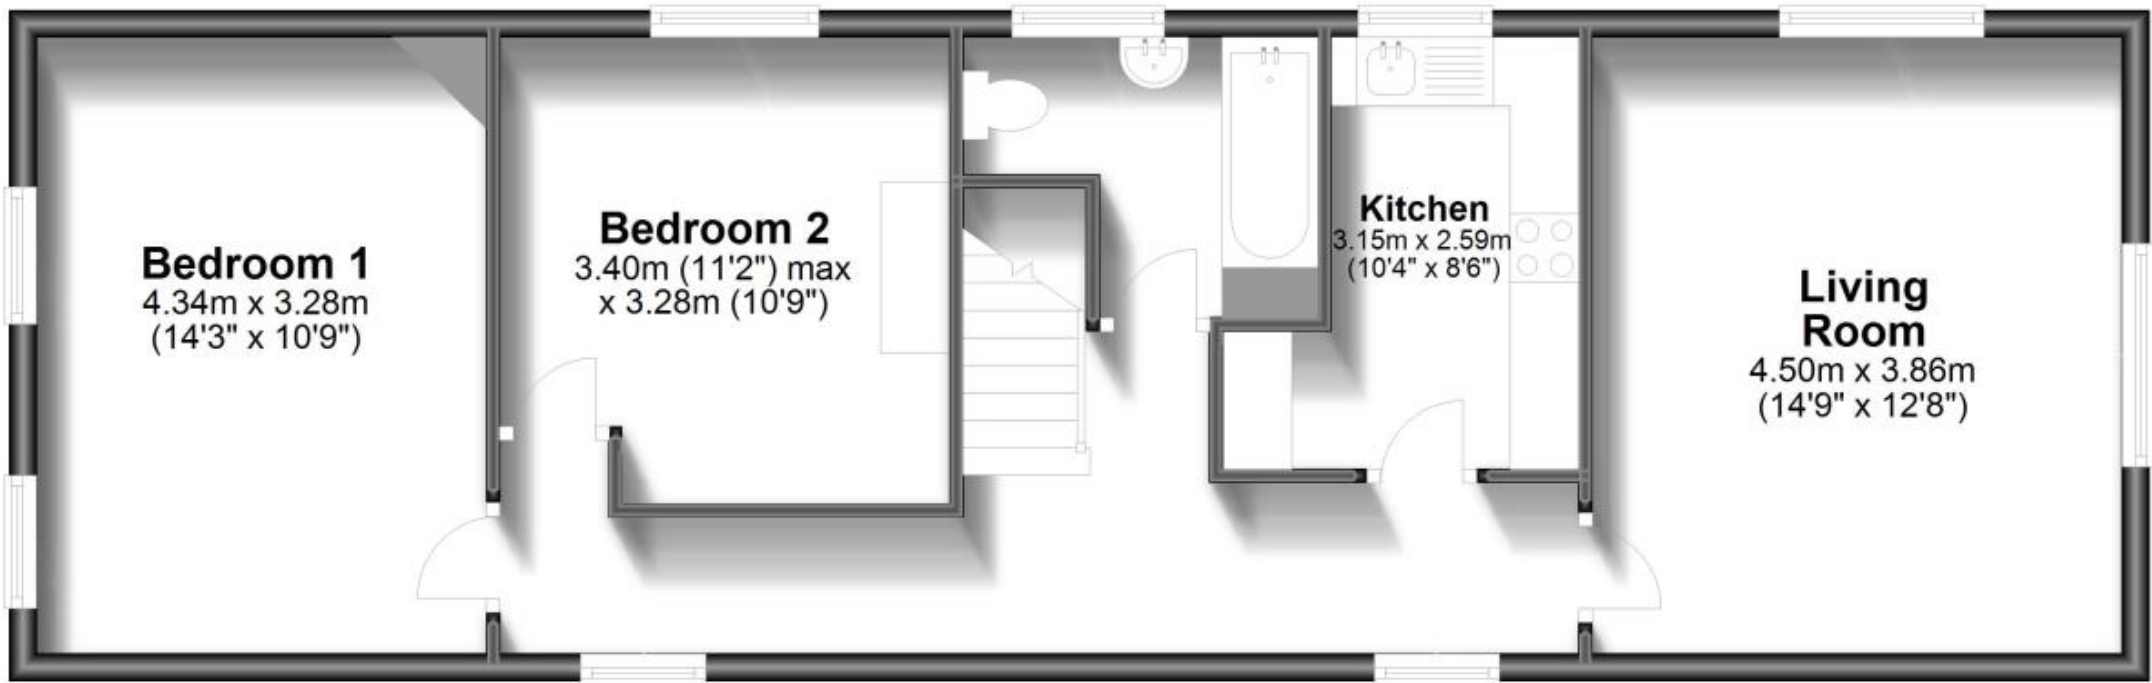 Bedroom 1
4.34m x 3.28m
(14'3" x 10'9")
Bedroom 2
3.40m (11'2") max
x 3.28m (10'9")
Kitchen
3.15m x 2.59m
(10'4" x 8'6")
Living
Room
4.50m x 3.86m
(14'9" x 12'8")